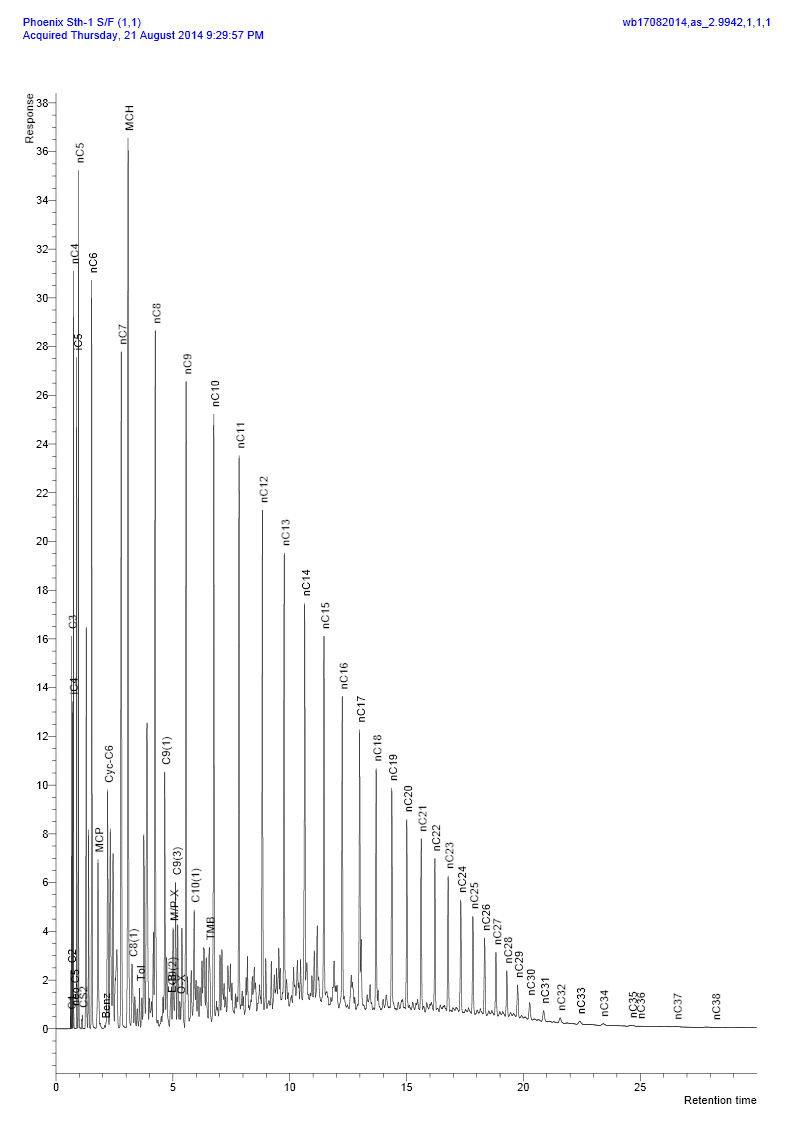 Phoenix Sth-1 S/F (1,1)
Acquired Thursday, 21 August 2014 9:29:57 PM
wb17082014,as_2.9942,1,1,1
Response
38
36
34
32
30
28
26
24
22
20
18
16
14
12
10
8
6
4
2
0
C2
C3
iC4
nC4
iC5
nC5
CS2
nC6
MCP
Benz
Cyc-C6
nC7
MCH
C8(1)
Tol
nC8
C9(1)
M/P-X
C9(3)
O-X
nC9
C10(1)
TMB
nC10
nC11
nC12
nC13
nC14
nC15
nC16
nC17
nC18
nC19
nC20
nC21
nC22
nC23
nC24
nC25
nC26
nC27
nC28
nC29
nC30
nC31
nC32
nC33
nC34
nC35
nC36
nC37
nC38
0
5
10
15
20
25
Retention time